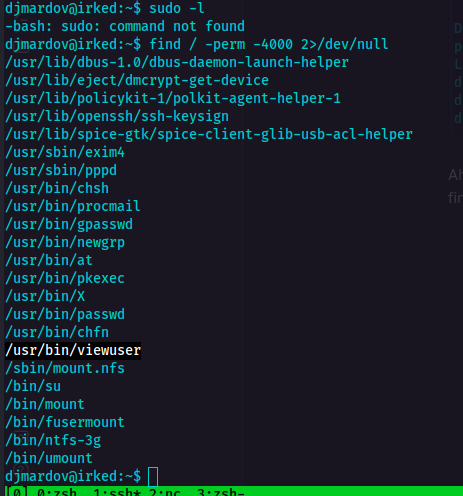 djmardov@irked:~$ sudo -l
-bash: sudo: command not found
djmardov@irked:~$ find / -perm -4000 2>/dev/null
/usr/lib/dbus-1.0/dbus-daemon-launch-helper
/usr/lib/eject/dmcrypt-get-device
/usr/lib/policykit-1/polkit-agent-helper-1
/usr/lib/openssh/ssh-keysign
/usr/lib/spice-gtk/spice-client-glib-usb-acl-helper
/usr/sbin/exim4
/usr/sbin/pppd
/usr/bin/chsh
/usr/bin/procmail
/usr/bin/gpasswd
/usr/bin/newgrp
/usr/bin/at
/usr/bin/pkexec
/usr/bin/X
/usr/bin/passwd
/usr/bin/chfn
/usr/bin/viewuser
/sbin/mount.nfs
/bin/su
/bin/mount
/bin/fusermount
/bin/ntfs-3g
/bin/umount
djmardov@irked:~$
[0] 0:zsh 1:ssh* 2:nc 3:zsh-